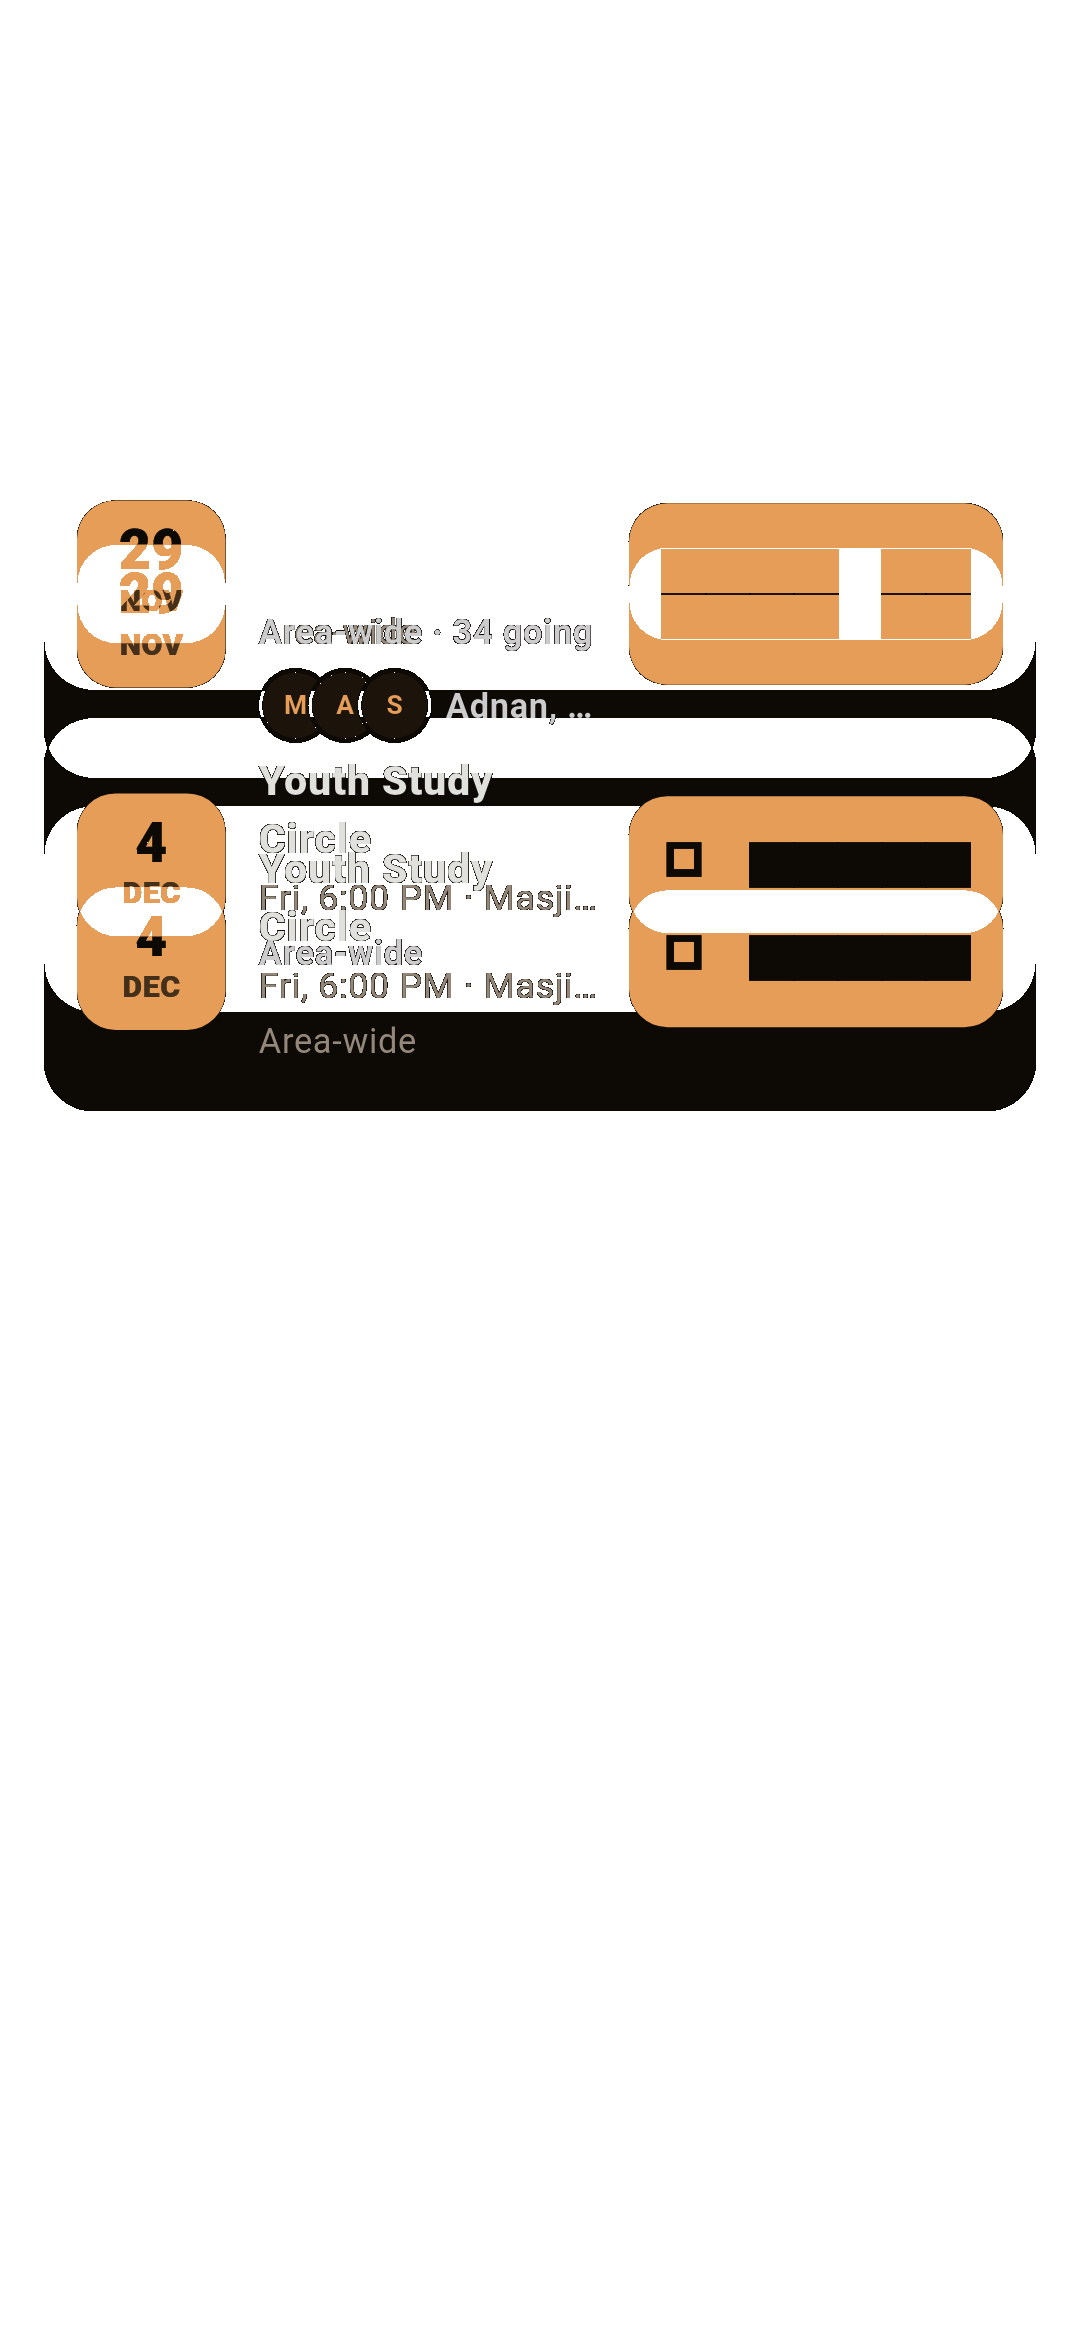 29
29
NOV
NOV
Area-wide · 34 going
M A S Adnan, ...
Youth Study
4
DEC
Circle
Youth Study
Fri, 6:00 PM · Masji...
Circle
4
Area-wide
DEC
Fri, 6:00 PM · Masji...
Area-wide